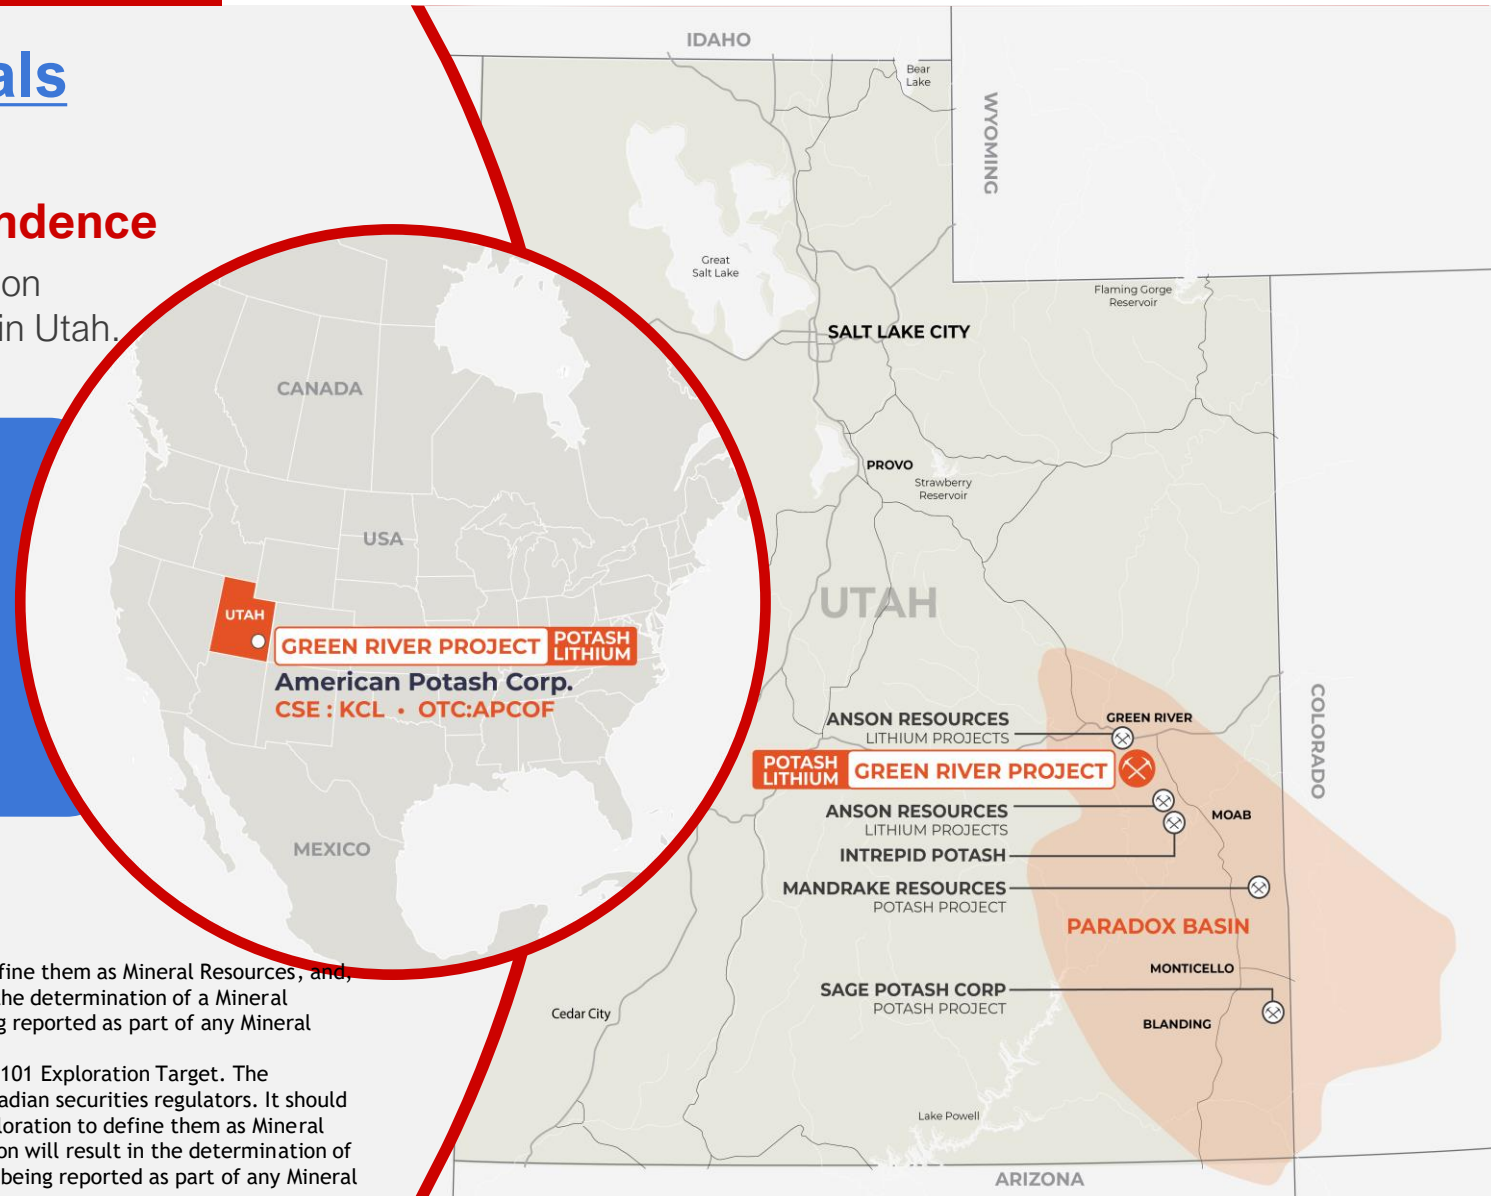 als
ndence
on
in Utah.
CANADA
USA
UTAH
GREEN RIVER PROJECT
POTASH
LITHIUM
American Potash Corp.
CSE : KCL • OTC:APCOF
MEXICO
fine them as Mineral Resources, and,
the determination of a Mineral
g reported as part of any Mineral
101 Exploration Target. The
adian securities regulators. It should
loration to define them as Mineral
on will result in the determination of
being reported as part of any Mineral
IDAHO
Bear
Lake
WYOMING
Great
Salt Lake
Flaming Gorge
Reservoir
SALT LAKE CITY
PROVO
Strawberry
Reservoir
UTAH
COLORADO
GREEN RIVER
ANSON RESOURCES
LITHIUM PROJECTS
POTASH
LITHIUM
GREEN RIVER PROJECT
ANSON RESOURCES
LITHIUM PROJECTS
MOAB
INTREPID POTASH
MANDRAKE RESOURCES
POTASH PROJECT
PARADOX BASIN
MONTICELLO
SAGE POTASH CORP
POTASH PROJECT
BLANDING
Cedar City
Lake Powell
ARIZONA